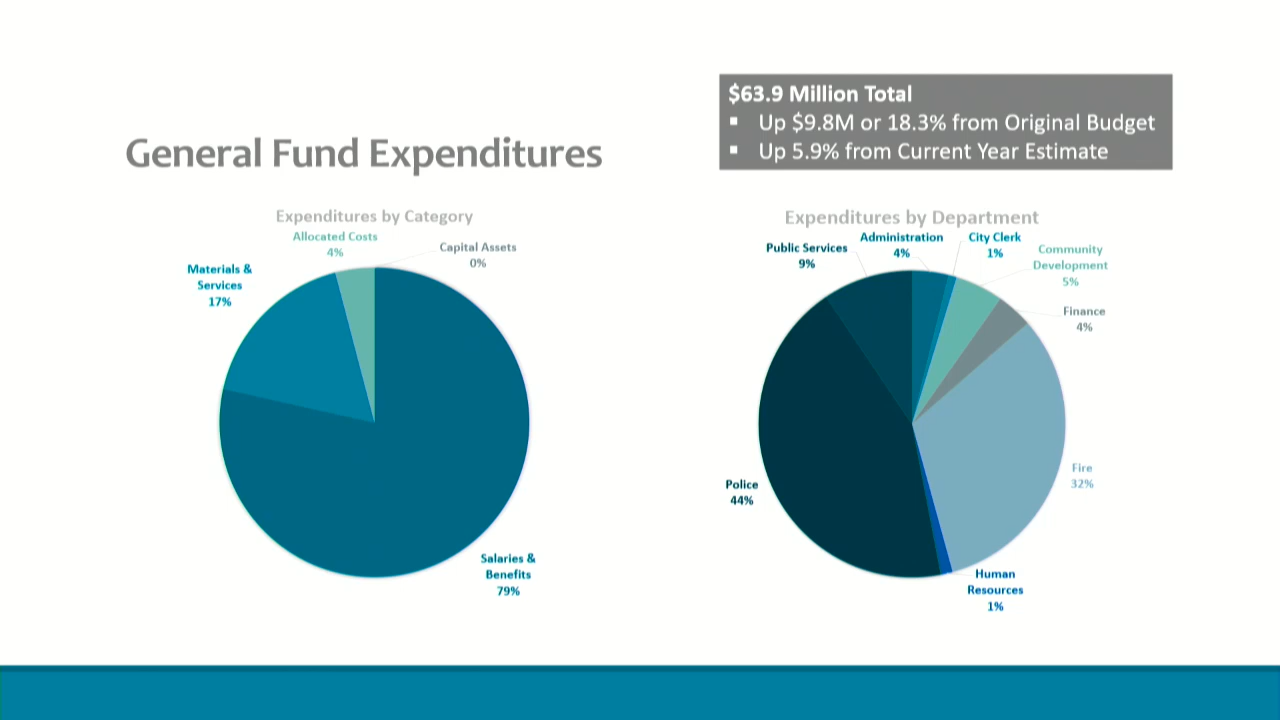 General Fund Expenditures
$63.9 Million Total
▪ Up $9.8M or 18.3% from Original Budget
▪ Up 5.9% from Current Year Estimate
Expenditures by Category
Allocated Costs
4%
Capital Assets
0%
Materials &
Services
17%
Salaries &
Benefits
79%
Expenditures by Department
Public Services
9%
Administration
4%
City Clerk
1%
Community
Development
5%
Finance
4%
Fire
32%
Police
44%
Human
Resources
1%